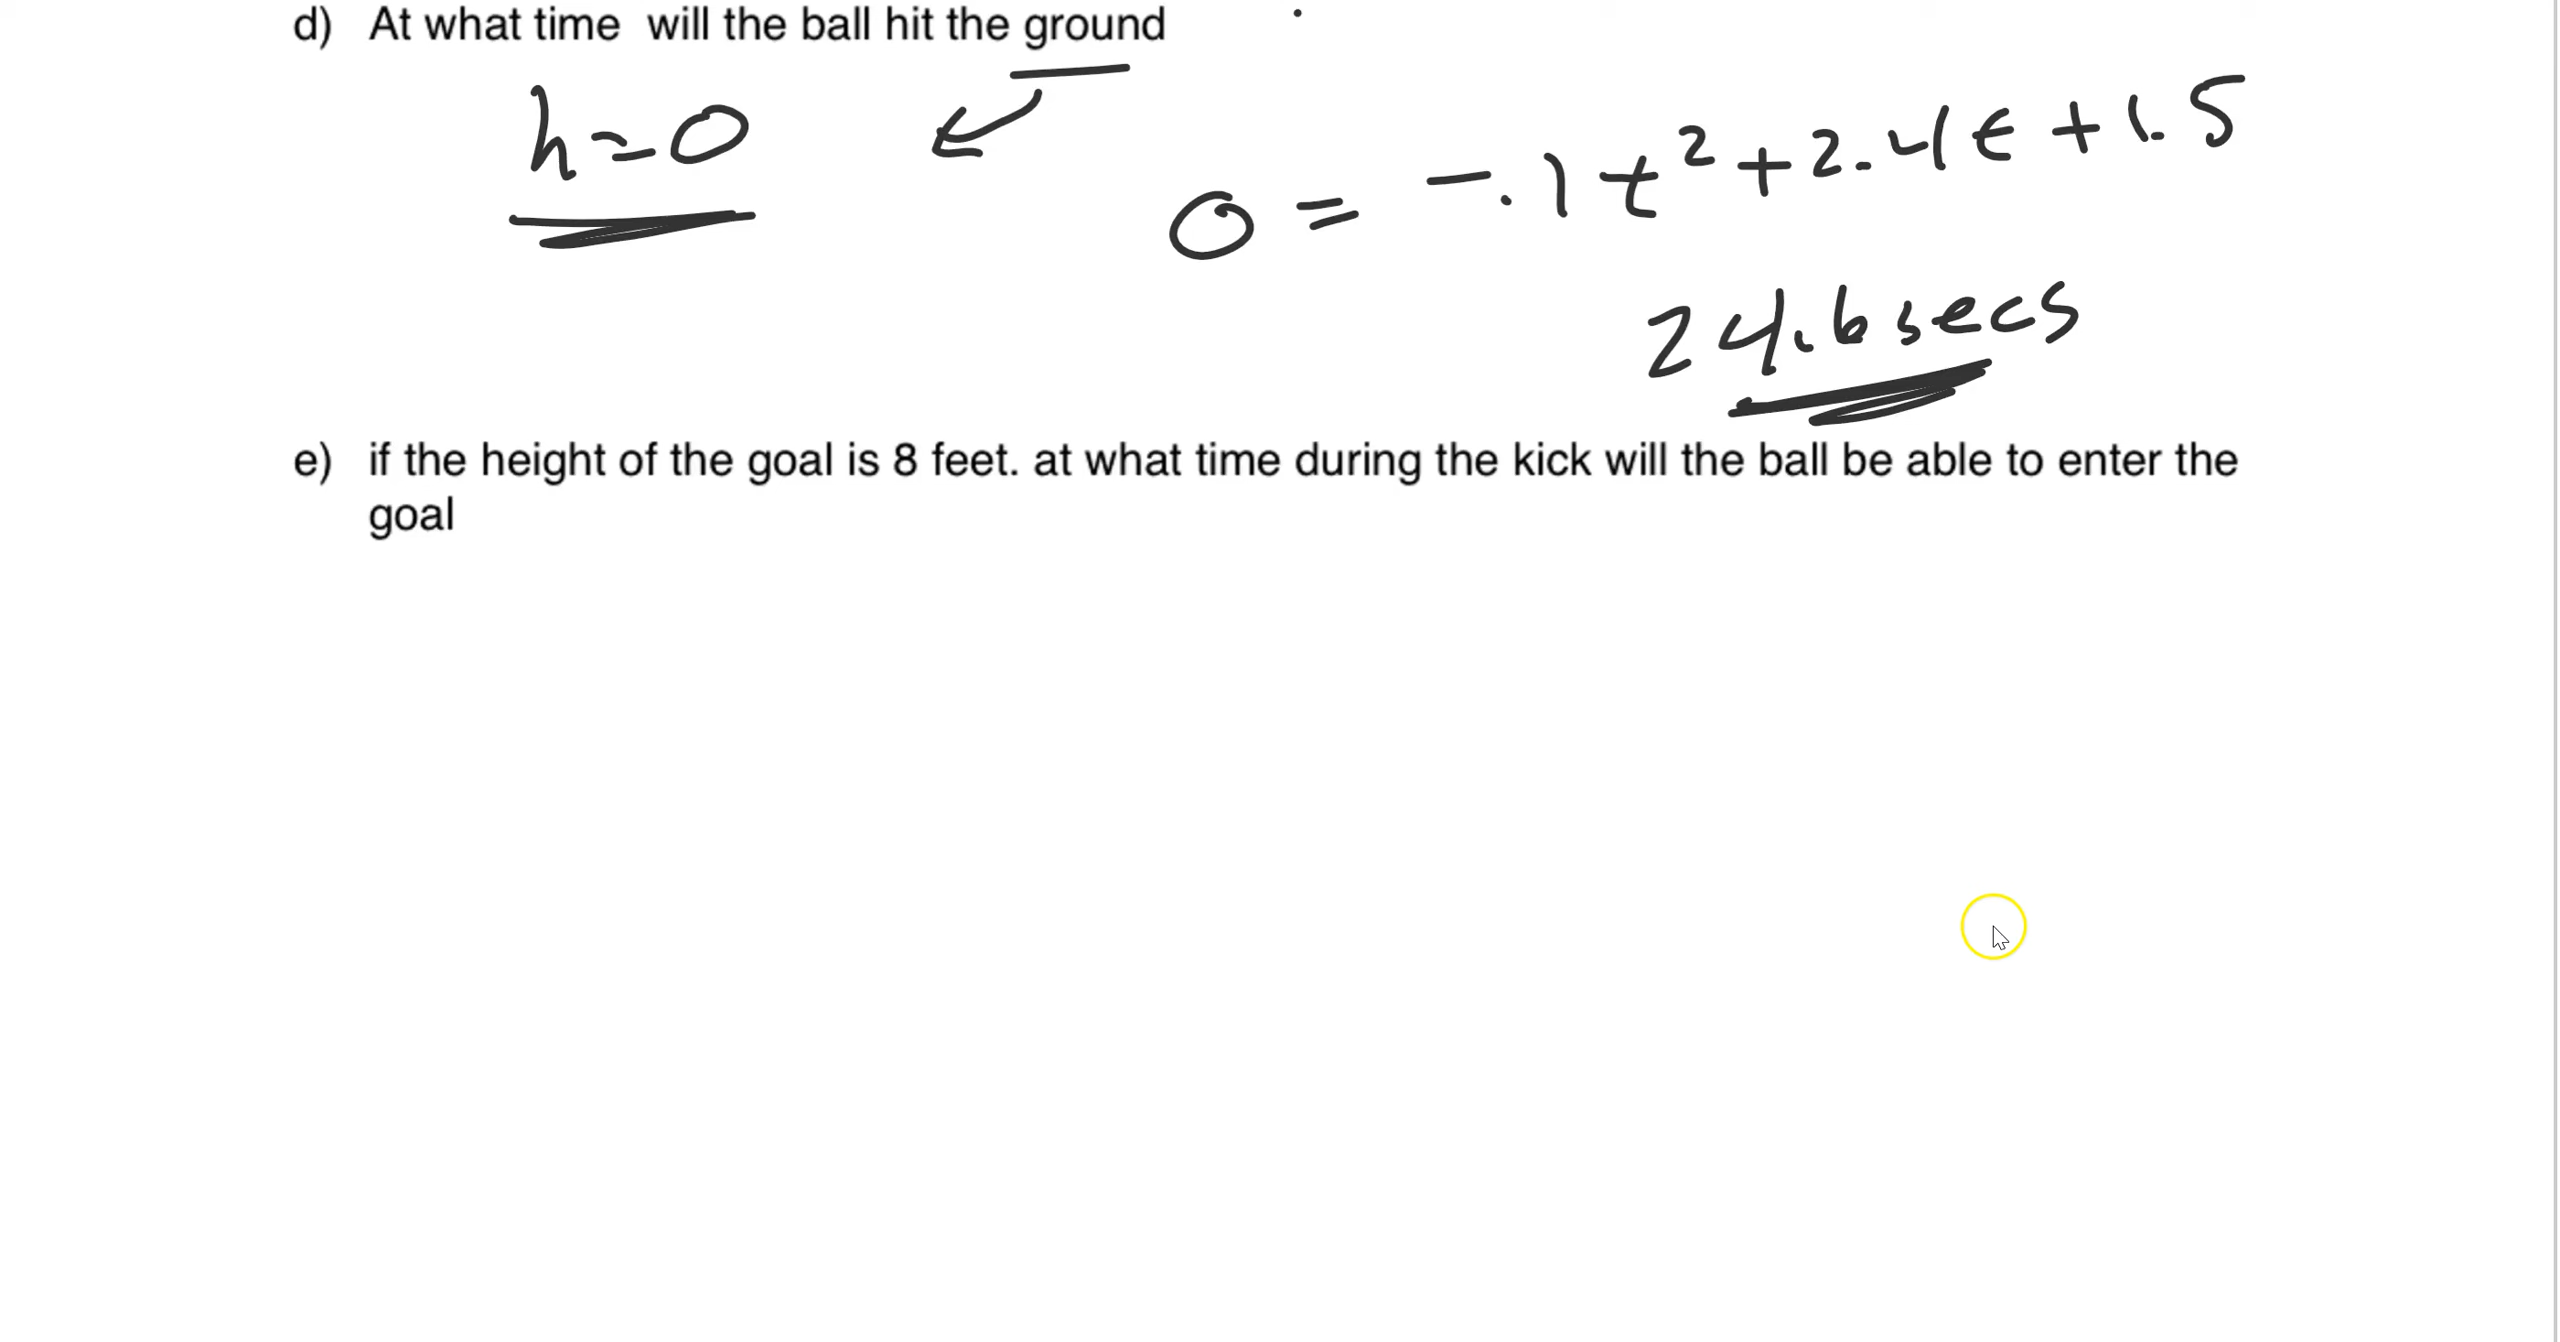 d) At what time will the ball hit the ground
h=0
0 = -.1t²+2.4t+1.5
24.6secs
e) if the height of the goal is 8 feet. at what time during the kick will the ball be able to enter the
goal